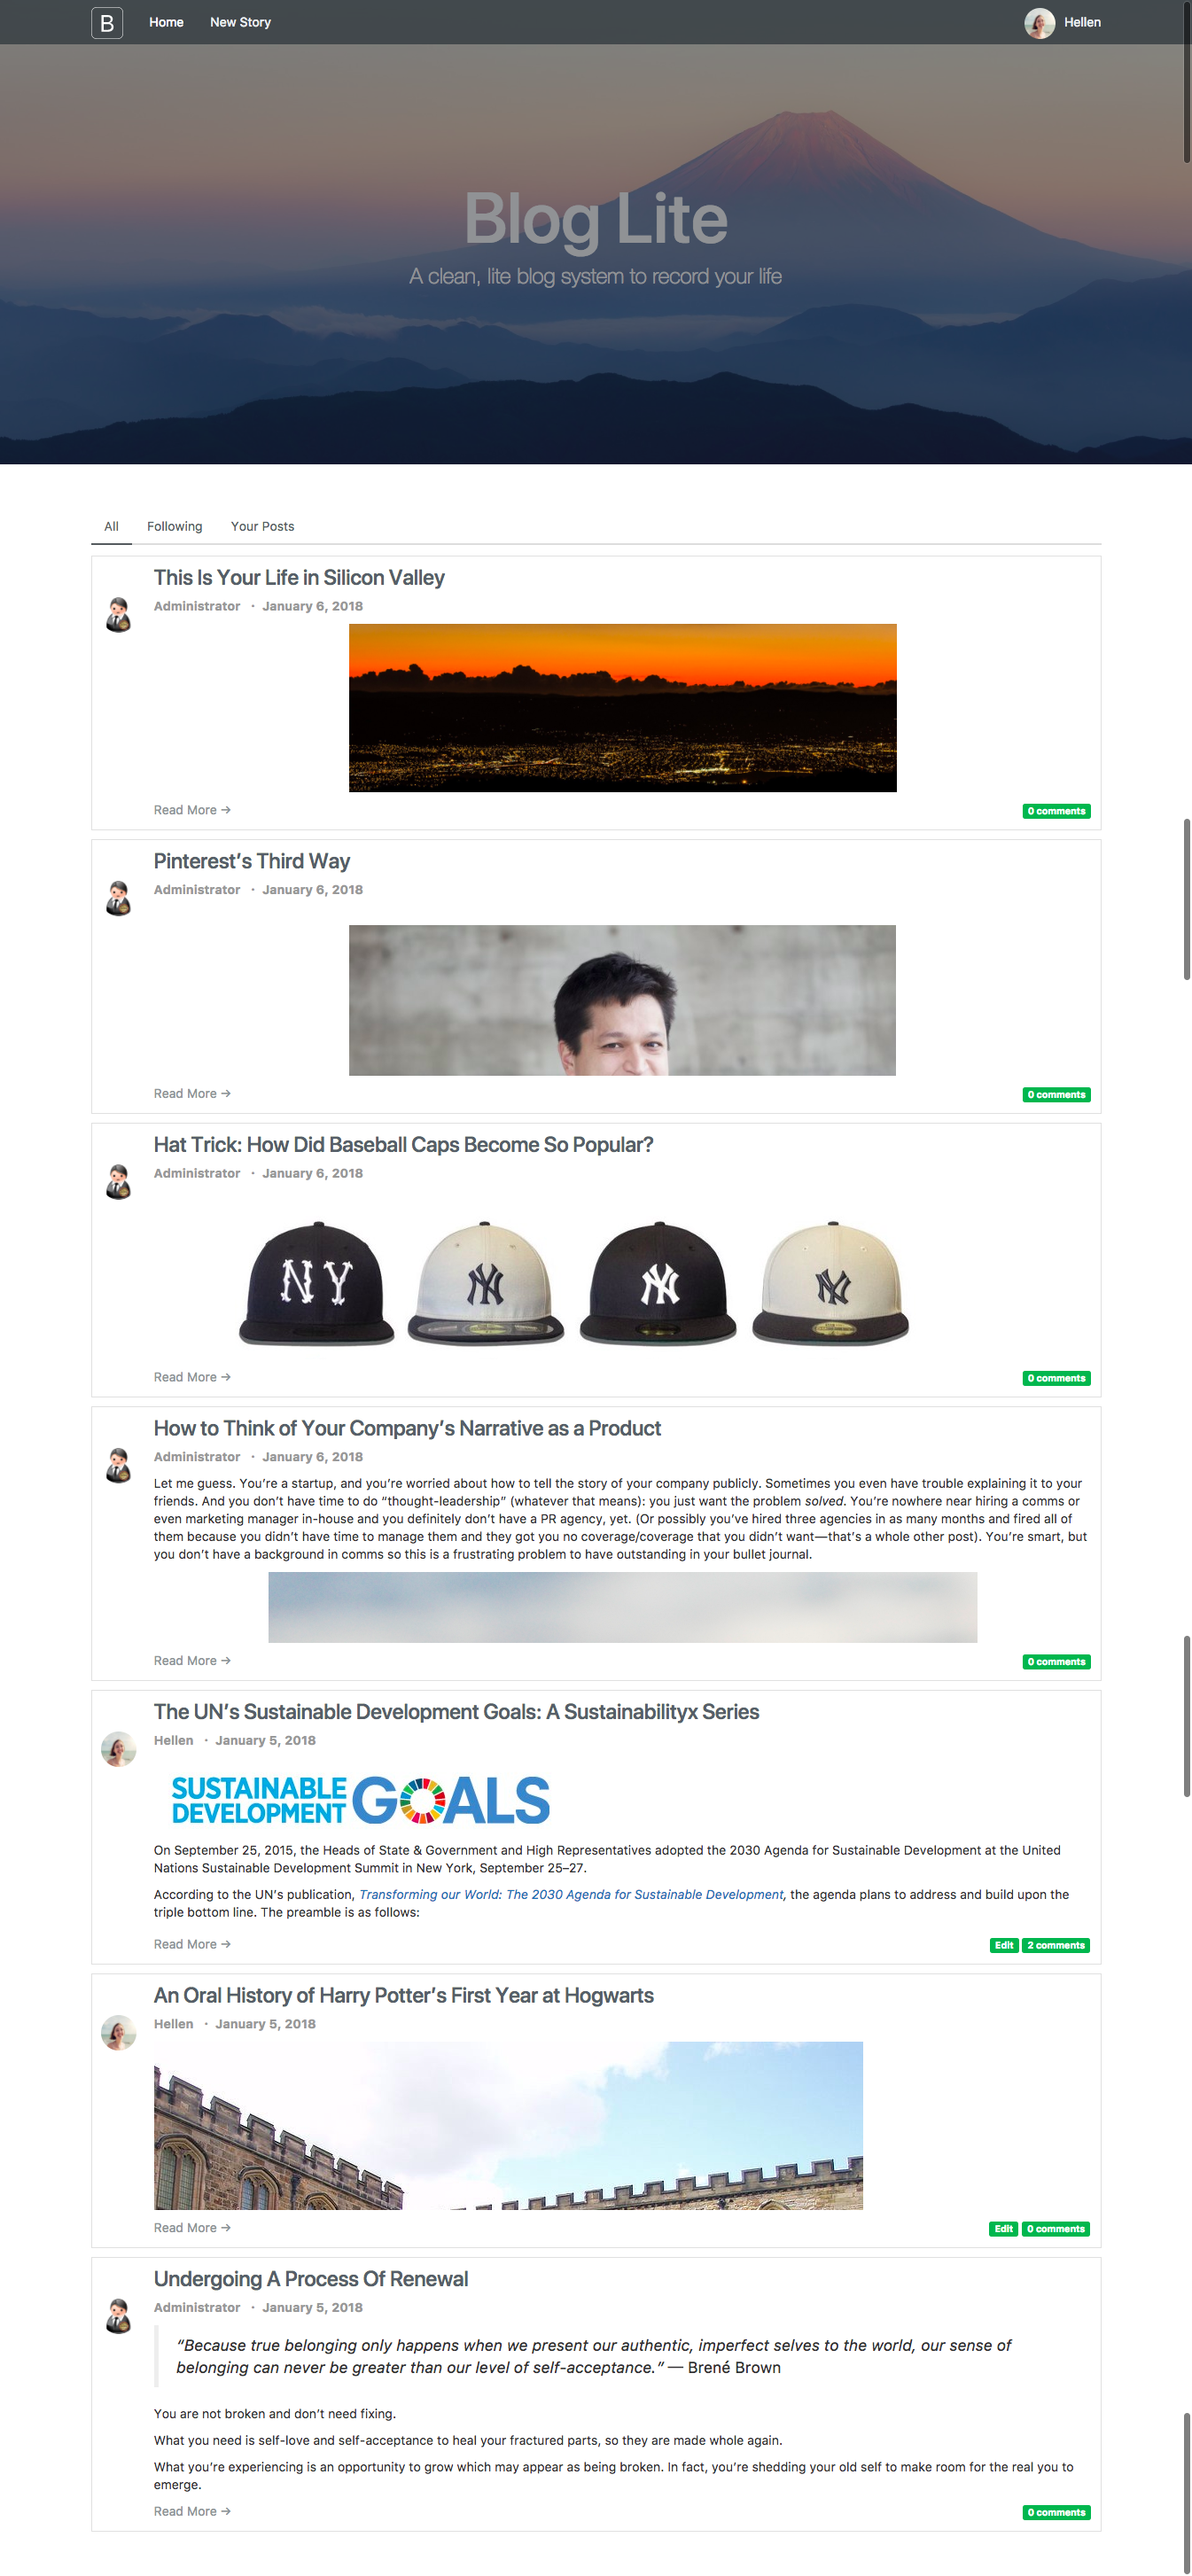 B Home New Story Hellen
Blog Lite
A clean, lite blog system to record your life
All Following Your Posts
This Is Your Life in Silicon Valley
Administrator · January 6, 2018
Read More → 0 comments
Pinterest’s Third Way
Administrator · January 6, 2018
Read More → 0 comments
Hat Trick: How Did Baseball Caps Become So Popular?
Administrator · January 6, 2018
NY NY NY NY
Read More → 0 comments
How to Think of Your Company’s Narrative as a Product
Administrator · January 6, 2018
Let me guess. You’re a startup, and you’re worried about how to tell the story of your company publicly. Sometimes you even have trouble explaining it to your
friends. And you don’t have time to do “thought-leadership” (whatever that means): you just want the problem solved. You’re nowhere near hiring a comms or
even marketing manager in-house and you definitely don’t have a PR agency, yet. (Or possibly you’ve hired three agencies in as many months and fired all of
them because you didn’t have time to manage them and they got you no coverage/coverage that you didn’t want—that’s a whole other post). You’re smart, but
you don’t have a background in comms so this is a frustrating problem to have outstanding in your bullet journal.
Read More → 0 comments
The UN’s Sustainable Development Goals: A Sustainabilityx Series
Hellen · January 5, 2018
SUSTAINABLE
DEVELOPMENT GOALS
On September 25, 2015, the Heads of State & Government and High Representatives adopted the 2030 Agenda for Sustainable Development at the United
Nations Sustainable Development Summit in New York, September 25–27.
According to the UN’s publication, Transforming our World: The 2030 Agenda for Sustainable Development, the agenda plans to address and build upon the
triple bottom line. The preamble is as follows:
Read More → Edit 2 comments
An Oral History of Harry Potter’s First Year at Hogwarts
Hellen · January 5, 2018
Read More → Edit 0 comments
Undergoing A Process Of Renewal
Administrator · January 5, 2018
“Because true belonging only happens when we present our authentic, imperfect selves to the world, our sense of
belonging can never be greater than our level of self-acceptance.” — Brené Brown
You are not broken and don’t need fixing.
What you need is self-love and self-acceptance to heal your fractured parts, so they are made whole again.
What you’re experiencing is an opportunity to grow which may appear as being broken. In fact, you’re shedding your old self to make room for the real you to
emerge.
Read More → 0 comments